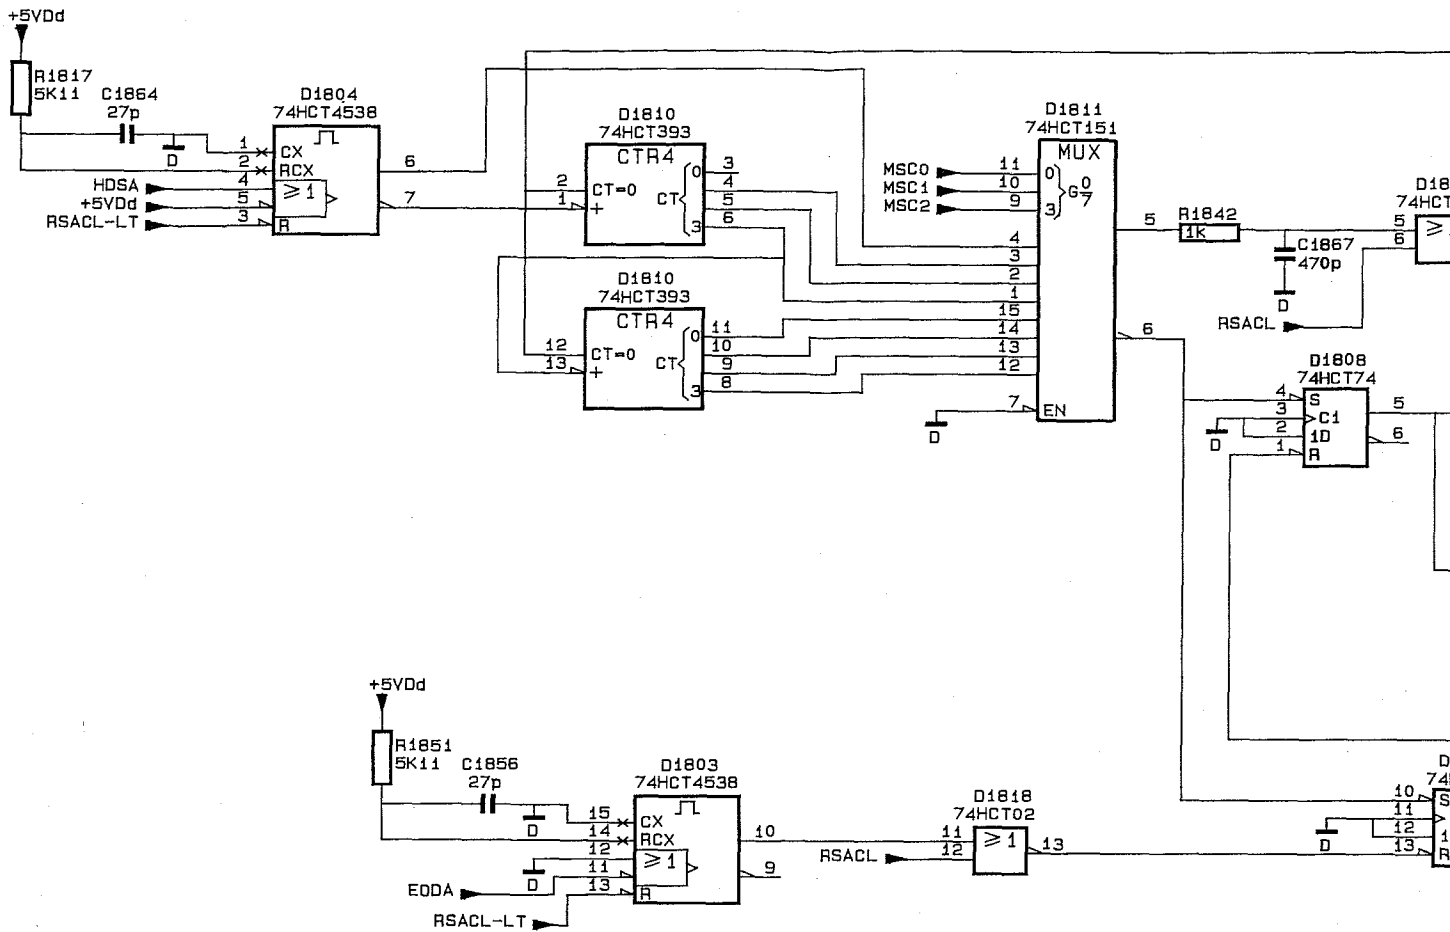 +5VDd
R1817
5K11
C1864
27p
D
D1804
74HCT4538
1
CX
2
RCX
HDSA
4
≥1
+5VDd
5
RSACL-LT
3
R
6
7
D1810
74HCT393
CTR4
2
CT=0
1
+
CT
0
3
3
4
5
6
D1810
74HCT393
CTR4
12
CT=0
13
+
CT
0
3
11
10
9
8
D1811
74HCT151
MUX
MSC0
11
0
MSC1
10
G 0
7
MSC2
9
3
4
3
2
1
15
14
13
12
D
7
EN
5
6
R1842
1k
C1867
470p
D
RSACL
D18
74HCT
5
6
≥
D1808
74HCT74
4
S
3
C1
2
1D
1
R
D
5
6
+5VDd
R1851
5K11
C1856
27p
D
D1803
74HCT4538
15
CX
14
RCX
12
≥1
D
11
EODA
13
R
RSACL-LT
10
9
D1818
74HCT02
11
≥1
RSACL
12
13
D
74
10
S
11
12
1
D
13
R